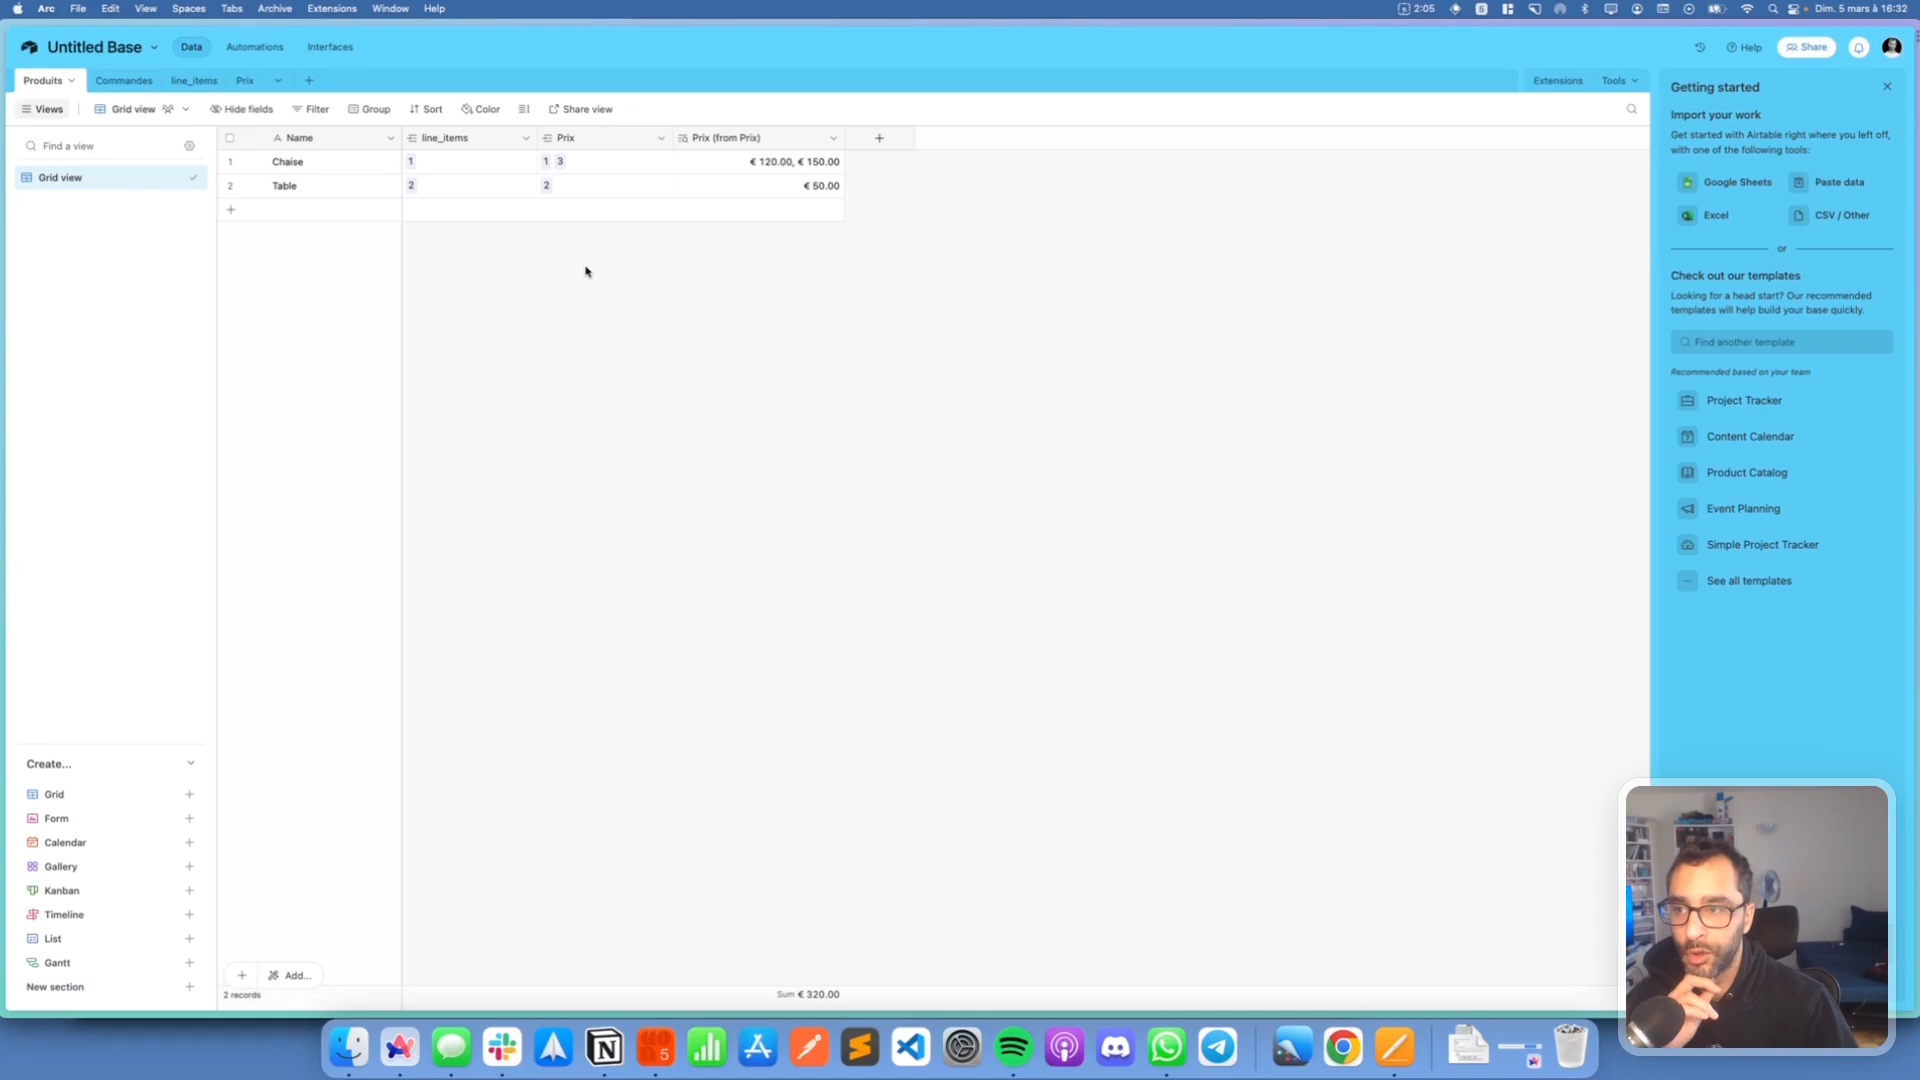 Arc File Edit View Spaces Tabs Archive Extensions Window Help 2:05 Dim. 5 mars à 16:32
Untitled Base Data Automations Interfaces Help Share
Produits Commandes line_items Prix Extensions Tools
Views Grid view Hide fields Filter Group Sort Color Share view
Find a view
Grid view
Name line_items Prix Prix (from Prix)
1 Chaise 1 1 3 € 120.00, € 150.00
2 Table 2 2 € 50.00
Create...
Grid
Form
Calendar
Gallery
Kanban
Timeline
List
Gantt
New section
Add...
2 records Sum € 320.00
Getting started
Import your work
Get started with Airtable right where you left off,
with one of the following tools:
Google Sheets Paste data
Excel CSV / Other
or
Check out our templates
Looking for a head start? Our recommended
templates will help build your base quickly.
Find another template
Recommended based on your team
Project Tracker
Content Calendar
Product Catalog
Event Planning
Simple Project Tracker
See all templates
5